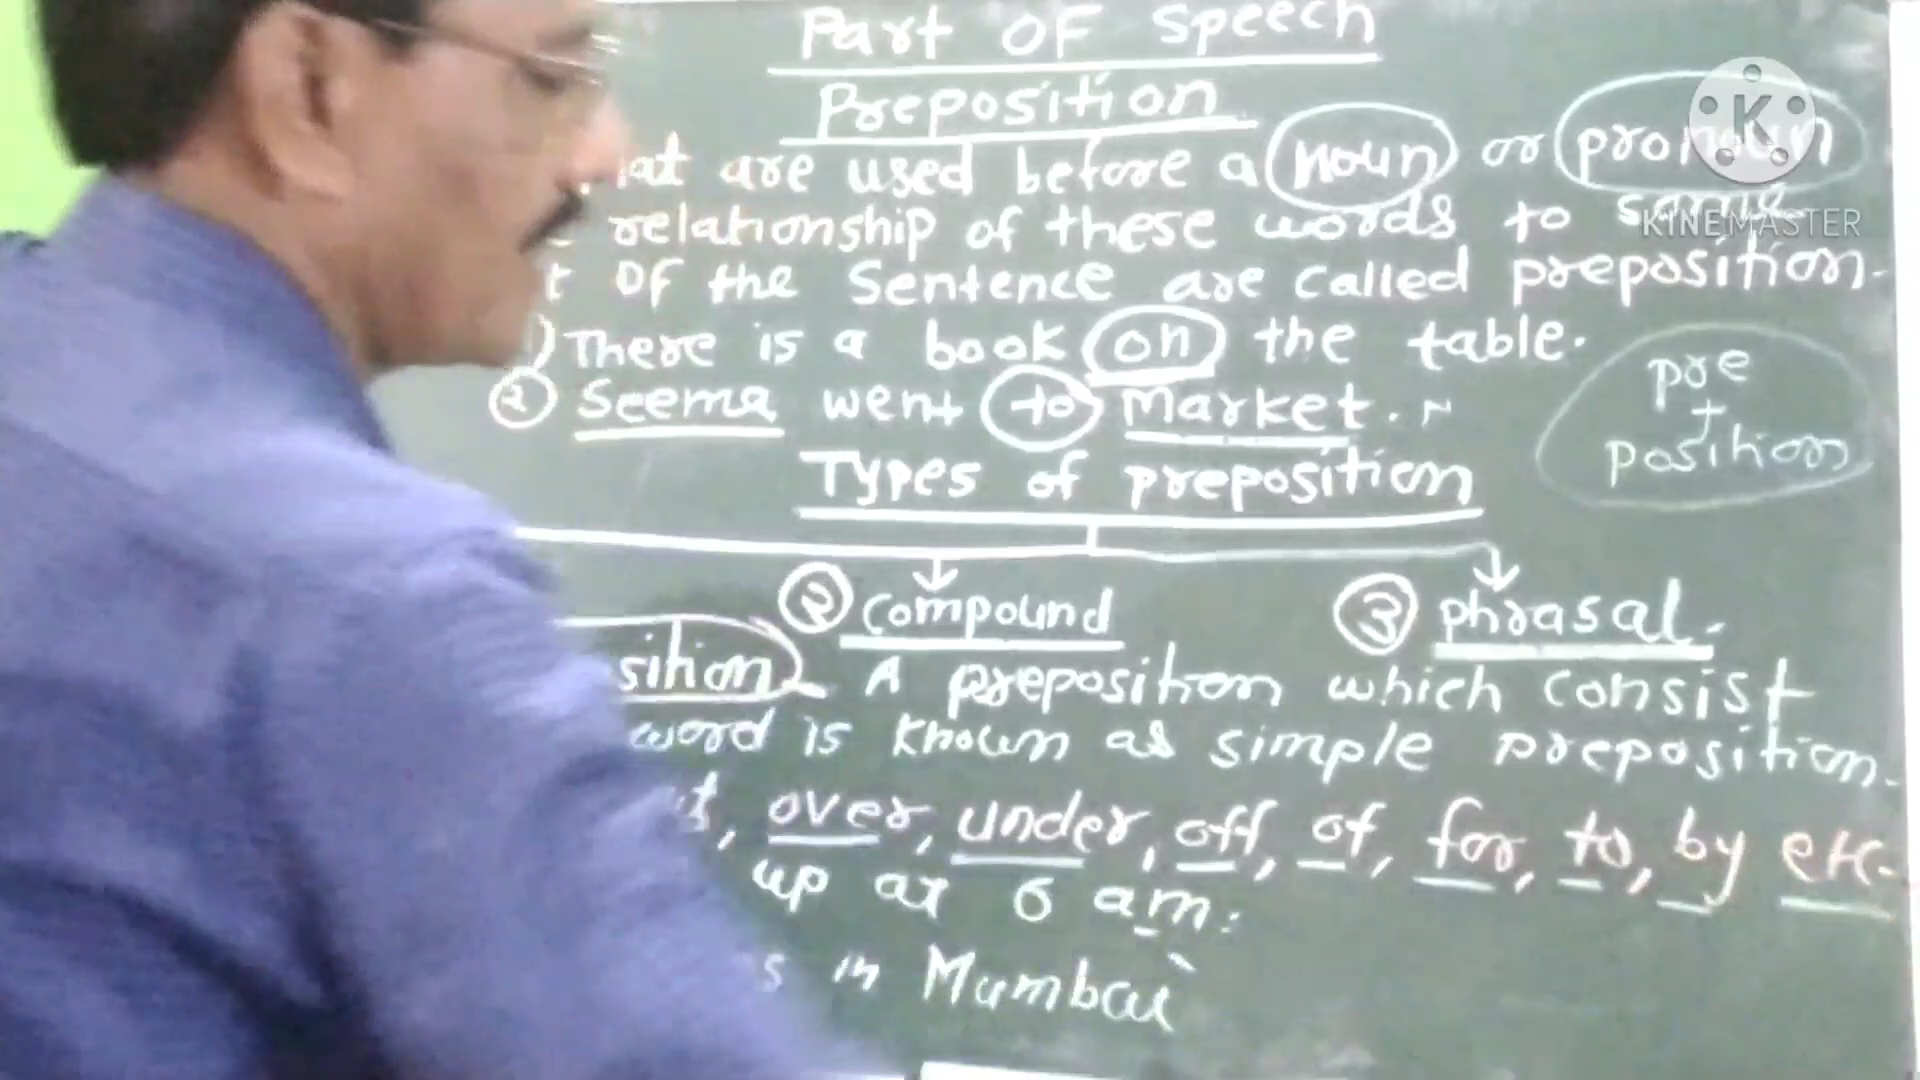 Part OF Speech
Preposition
are used before a noun or pronoun
relationship of these words to some
OF the Sentence are called preposition.
1) There is a book on the table.
2 Seema went to Market.
pre
+
position
Types of preposition
2 Compound
3 phrasal.
sition A preposition which consist
word is known as simple preposition.
over, under, off, of, for, to, by etc.
up at 6 am.
in Mumbai
K
KINEMASTER